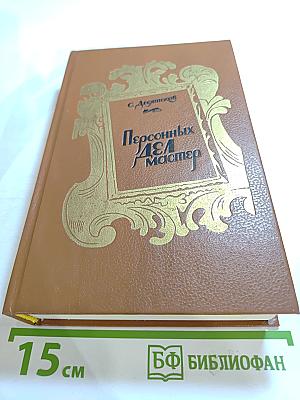 С. Десятсков
Персонных
ДЕЛ
мастер
15 см
БФ БИБЛИОФАН